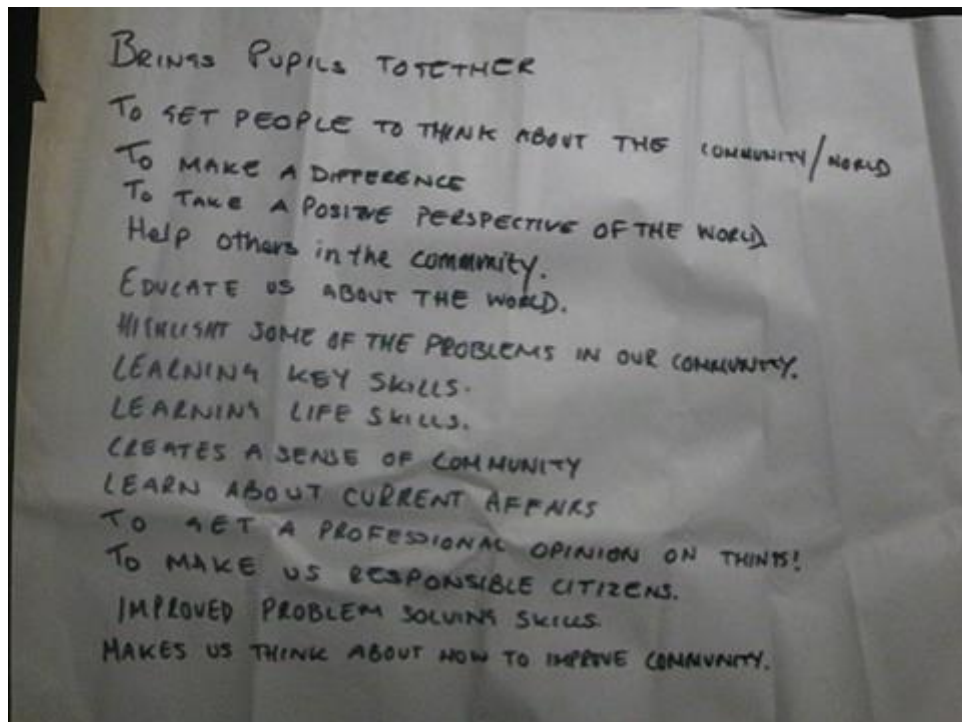 BRINGS PUPILS TOGETHER
TO GET PEOPLE TO THINK ABOUT THE COMMUNITY/WORLD
TO MAKE A DIFFERENCE
TO TAKE A POSITIVE PERSPECTIVE OF THE WORLD
Help others in the community.
EDUCATE US ABOUT THE WORLD.
HIGHLIGHT SOME OF THE PROBLEMS IN OUR COMMUNITY.
LEARNING KEY SKILLS.
LEARNING LIFE SKILLS.
CREATES A SENSE OF COMMUNITY
LEARN ABOUT CURRENT AFFAIRS
TO GET A PROFESSIONAL OPINION ON THINGS!
TO MAKE US RESPONSIBLE CITIZENS.
IMPROVED PROBLEM SOLVING SKILLS.
MAKES US THINK ABOUT HOW TO IMPROVE COMMUNITY.